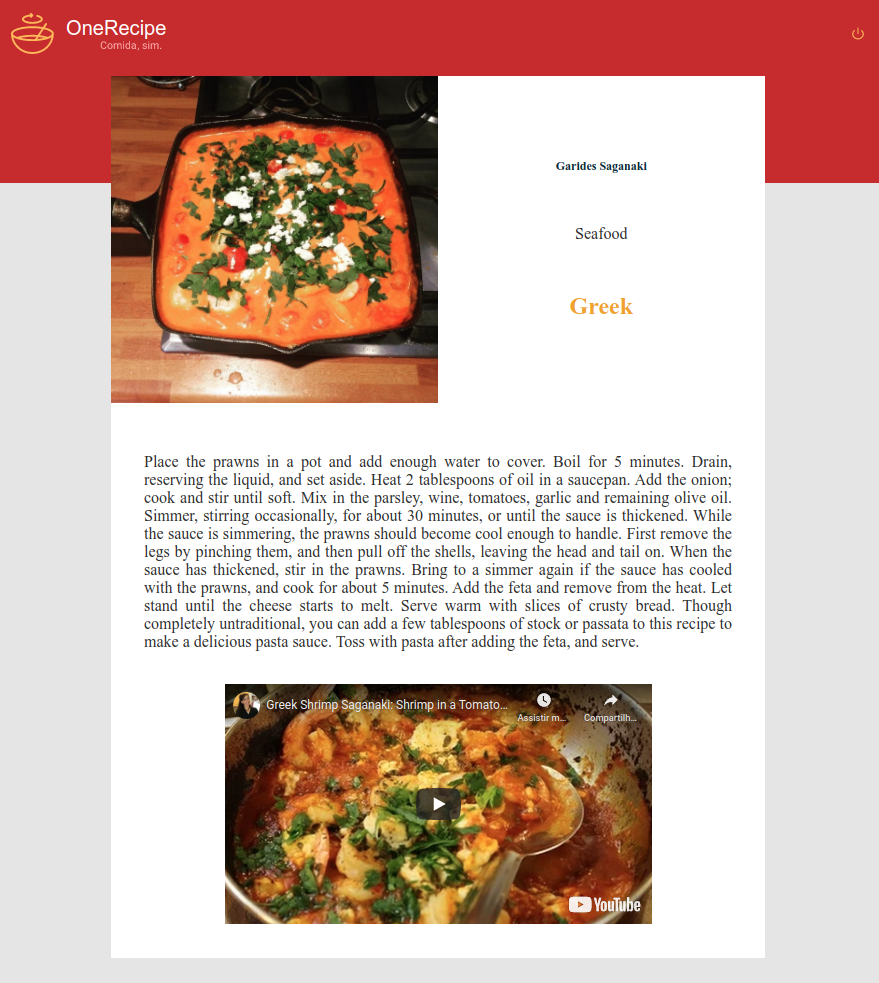 OneRecipe
Comida, sim.
Garides Saganaki
Seafood
Greek
Place the prawns in a pot and add enough water to cover. Boil for 5 minutes. Drain,
reserving the liquid, and set aside. Heat 2 tablespoons of oil in a saucepan. Add the onion;
cook and stir until soft. Mix in the parsley, wine, tomatoes, garlic and remaining olive oil.
Simmer, stirring occasionally, for about 30 minutes, or until the sauce is thickened. While
the sauce is simmering, the prawns should become cool enough to handle. First remove the
legs by pinching them, and then pull off the shells, leaving the head and tail on. When the
sauce has thickened, stir in the prawns. Bring to a simmer again if the sauce has cooled
with the prawns, and cook for about 5 minutes. Add the feta and remove from the heat. Let
stand until the cheese starts to melt. Serve warm with slices of crusty bread. Though
completely untraditional, you can add a few tablespoons of stock or passata to this recipe to
make a delicious pasta sauce. Toss with pasta after adding the feta, and serve.
Greek Shrimp Saganaki: Shrimp in a Tomato...
Assistir m...
Compartilh...
YouTube